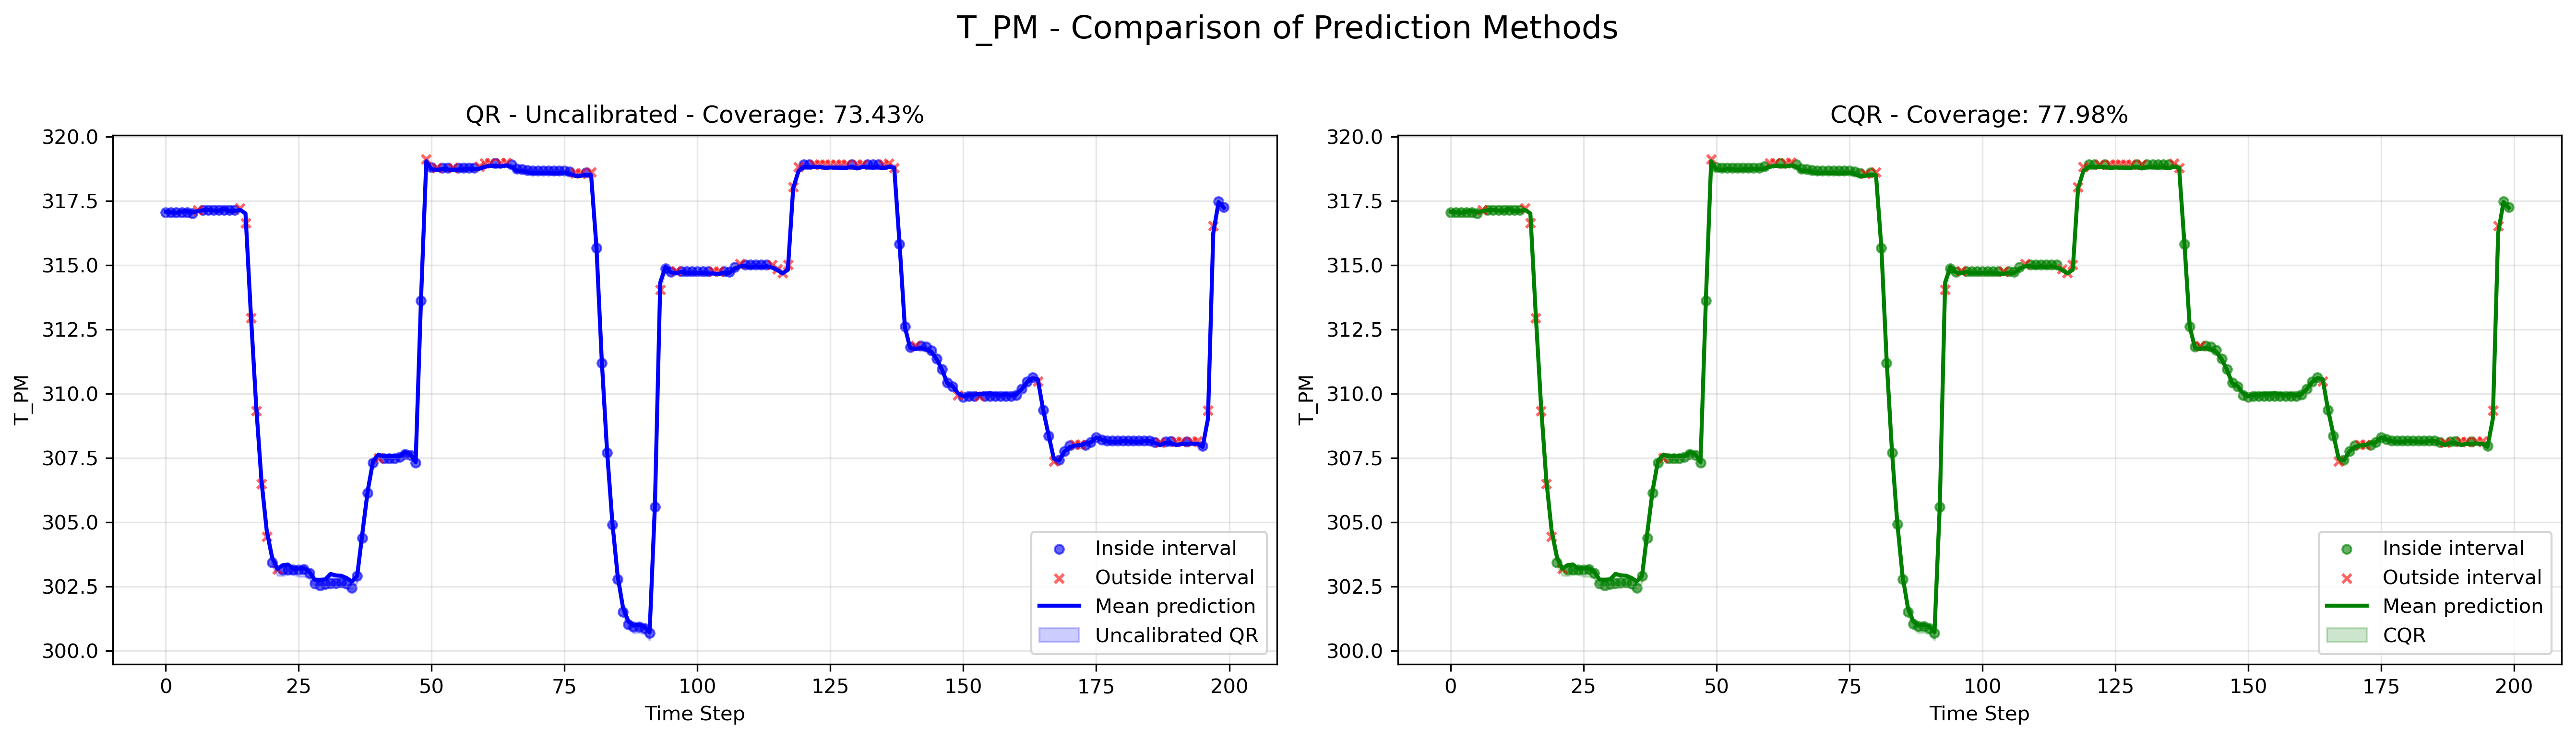 T_PM - Comparison of Prediction Methods
QR - Uncalibrated - Coverage: 73.43%
320.0
317.5
315.0
312.5
310.0
307.5
305.0
302.5
300.0
T_PM
0
25
50
75
100
125
150
175
200
Time Step
Inside interval
Outside interval
Mean prediction
Uncalibrated QR
CQR - Coverage: 77.98%
320.0
317.5
315.0
312.5
310.0
307.5
305.0
302.5
300.0
T_PM
0
25
50
75
100
125
150
175
200
Time Step
Inside interval
Outside interval
Mean prediction
CQR